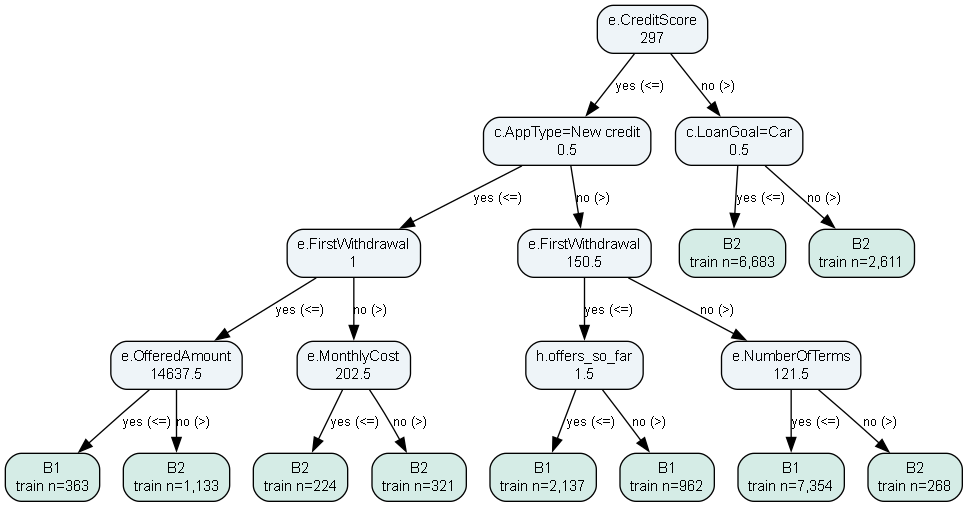 e.CreditScore
297
yes (<=)
no (>)
c.AppType=New credit
0.5
c.LoanGoal=Car
0.5
yes (<=)
no (>)
yes (<=)
no (>)
e.FirstWithdrawal
1
e.FirstWithdrawal
150.5
B2
train n=6,683
B2
train n=2,611
yes (<=)
no (>)
yes (<=)
no (>)
e.OfferedAmount
14637.5
e.MonthlyCost
202.5
h.offers_so_far
1.5
e.NumberOfTerms
121.5
yes (<=)
no (>)
yes (<=)
no (>)
yes (<=)
no (>)
yes (<=)
no (>)
B1
train n=363
B2
train n=1,133
B2
train n=224
B2
train n=321
B1
train n=2,137
B1
train n=962
B1
train n=7,354
B2
train n=268